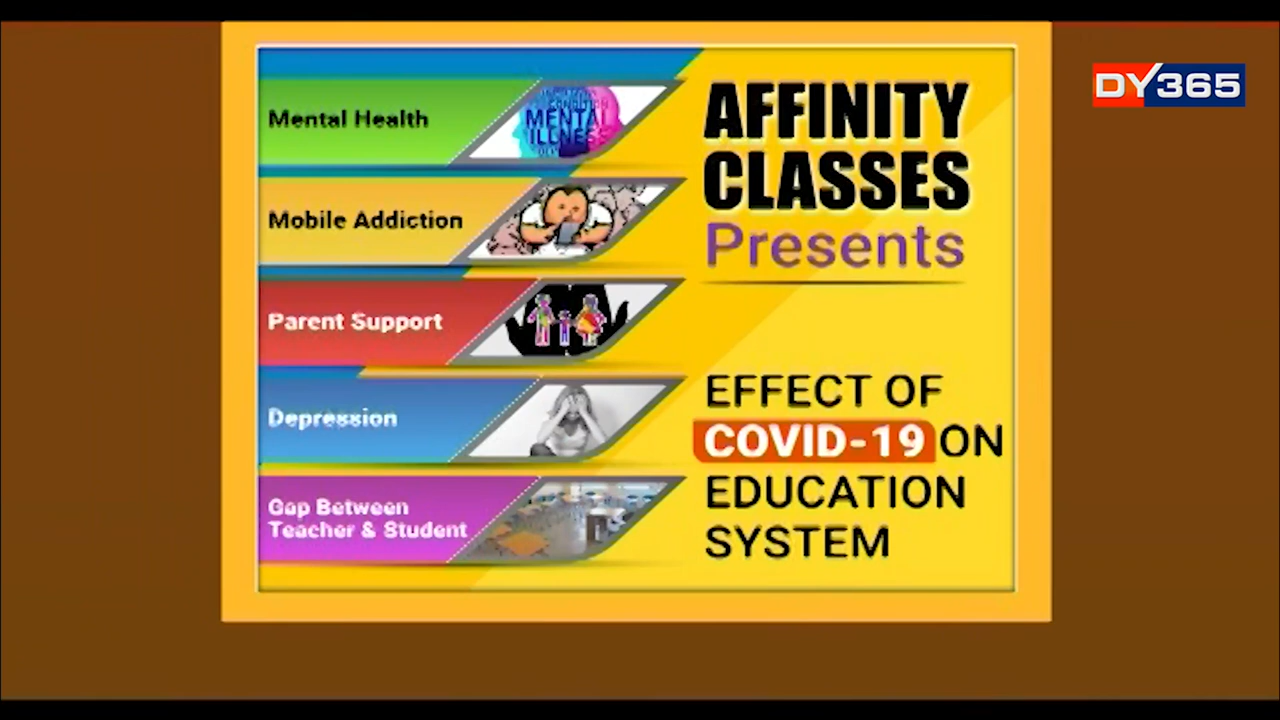 DY365
AFFINITY
CLASSES
Presents
Mental Health
MENTAL
ILLNESS
Mobile Addiction
Parent Support
Depression
Gap Between
Teacher & Student
EFFECT OF
COVID-19 ON
EDUCATION
SYSTEM